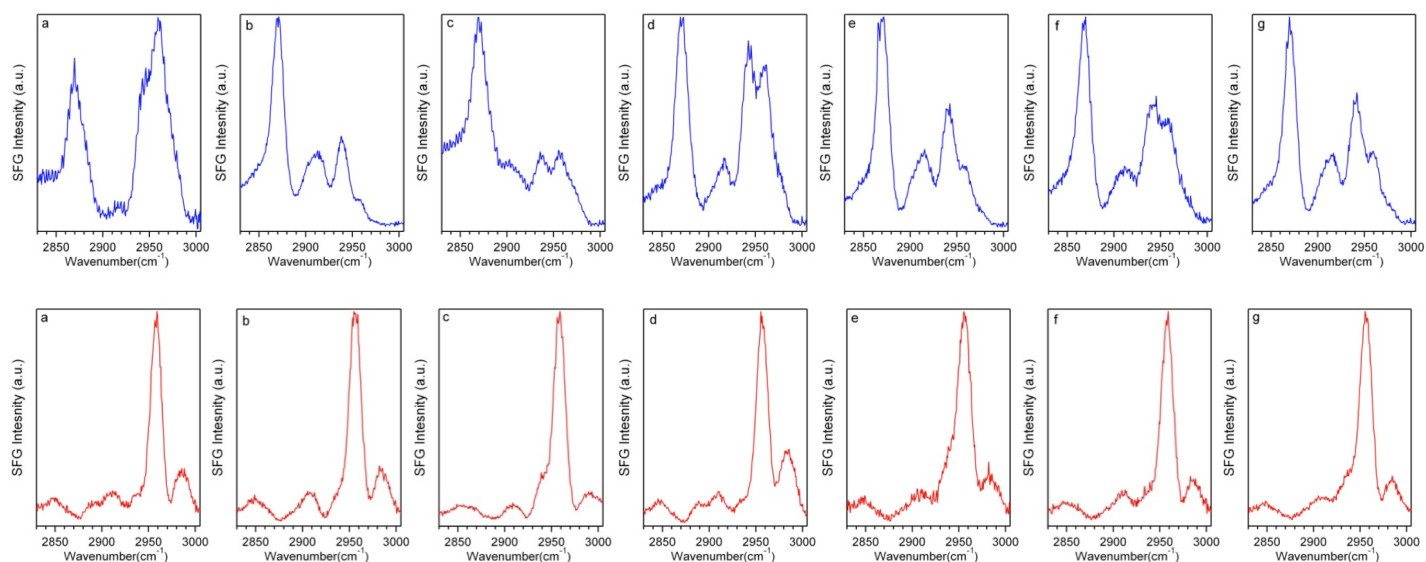 a
SFG Intesnity (a.u.)
2850 2900 2950 3000
Wavenumber(cm⁻¹)
b
SFG Intesnity (a.u.)
2850 2900 2950 3000
Wavenumber(cm⁻¹)
c
SFG Intesnity (a.u.)
2850 2900 2950 3000
Wavenumber(cm⁻¹)
d
SFG Intesnity (a.u.)
2850 2900 2950 3000
Wavenumber(cm⁻¹)
e
SFG Intesnity (a.u.)
2850 2900 2950 3000
Wavenumber(cm⁻¹)
f
SFG Intesnity (a.u.)
2850 2900 2950 3000
Wavenumber(cm⁻¹)
g
SFG Intesnity (a.u.)
2850 2900 2950 3000
Wavenumber(cm⁻¹)
a
SFG Intesnity (a.u.)
2850 2900 2950 3000
Wavenumber(cm⁻¹)
b
SFG Intesnity (a.u.)
2850 2900 2950 3000
Wavenumber(cm⁻¹)
c
SFG Intesnity (a.u.)
2850 2900 2950 3000
Wavenumber(cm⁻¹)
d
SFG Intesnity (a.u.)
2850 2900 2950 3000
Wavenumber(cm⁻¹)
e
SFG Intesnity (a.u.)
2850 2900 2950 3000
Wavenumber(cm⁻¹)
f
SFG Intesnity (a.u.)
2850 2900 2950 3000
Wavenumber(cm⁻¹)
g
SFG Intesnity (a.u.)
2850 2900 2950 3000
Wavenumber(cm⁻¹)